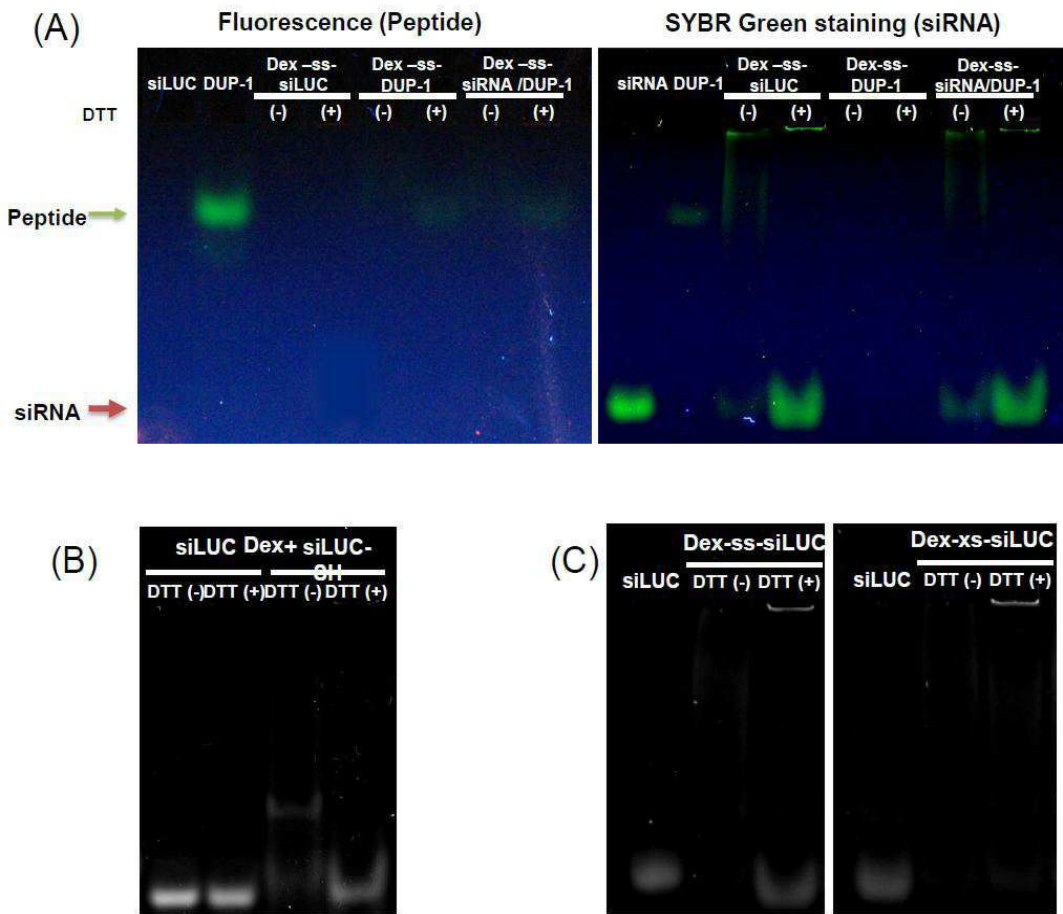 (A)
Fluorescence (Peptide)
SYBR Green staining (siRNA)
siLUC DUP-1
Dex –ss-
siLUC
Dex –ss-
DUP-1
Dex –ss-
siRNA /DUP-1
DTT
(-) (+) (-) (+) (-) (+)
siRNA DUP-1
Dex –ss-
siLUC
Dex-ss-
DUP-1
Dex-ss-
siRNA/DUP-1
(-) (+) (-) (+) (-) (+)
Peptide
siRNA
(B)
siLUC Dex+ siLUC-
SH
DTT (-) DTT (+) DTT (-) DTT (+)
(C)
Dex-ss-siLUC
siLUC DTT (-) DTT (+)
Dex-xs-siLUC
siLUC DTT (-) DTT (+)